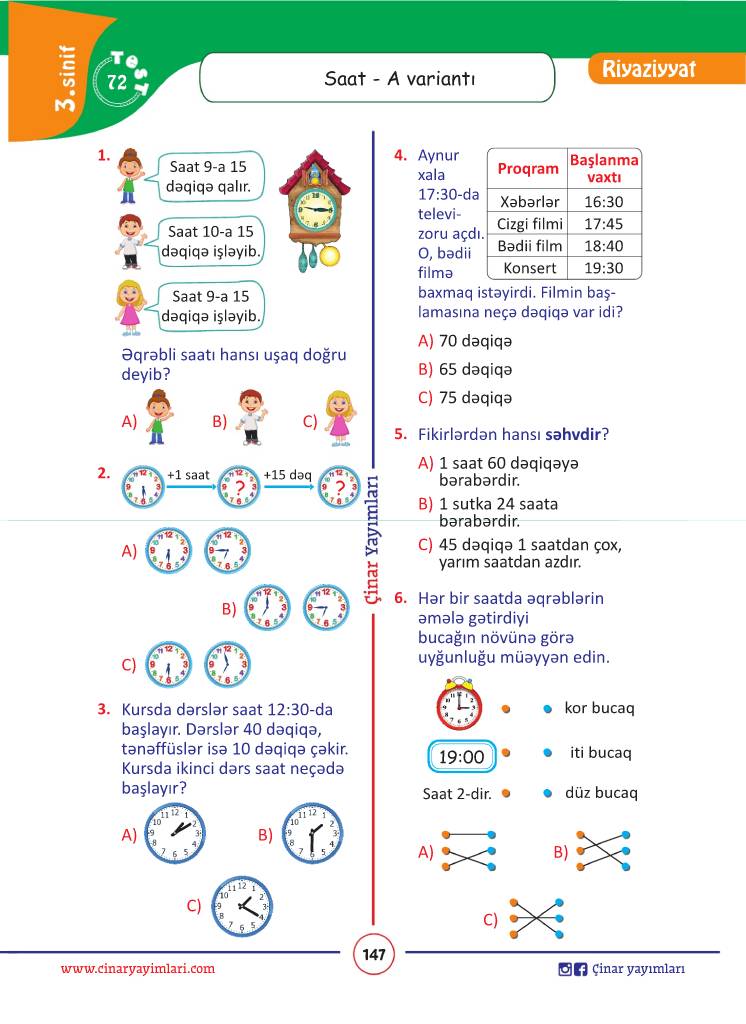 3.sinif
TEST
72
Saat - A variantı
Riyaziyyat
1.
Saat 9-a 15
dəqiqə qalır.
Saat 10-a 15
dəqiqə işləyib.
Saat 9-a 15
dəqiqə işləyib.
Əqrəbli saatı hansı uşaq doğru
deyib?
A) B) C)
2.
+1 saat +15 dəq
? ?
A)
B)
C)
3. Kursda dərslər saat 12:30-da
başlayır. Dərslər 40 dəqiqə,
tənəffüslər isə 10 dəqiqə çəkir.
Kursda ikinci dərs saat neçədə
başlayır?
A) B)
C)
Çinar Yayımları
4. Aynur
xala
17:30-da
televi-
zoru açdı.
O, bədii
filmə
baxmaq istəyirdi. Filmin baş-
lamasına neçə dəqiqə var idi?
Proqram Başlanma
vaxtı
Xəbərlər 16:30
Cizgi filmi 17:45
Bədii film 18:40
Konsert 19:30
A) 70 dəqiqə
B) 65 dəqiqə
C) 75 dəqiqə
5. Fikirlərdən hansı səhvdir?
A) 1 saat 60 dəqiqəyə
bərabərdir.
B) 1 sutka 24 saata
bərabərdir.
C) 45 dəqiqə 1 saatdan çox,
yarım saatdan azdır.
6. Hər bir saatda əqrəblərin
əmələ gətirdiyi
bucağın növünə görə
uyğunluğu müəyyən edin.
kor bucaq
19:00 iti bucaq
Saat 2-dir. düz bucaq
A) B)
C)
147
www.cinaryayimlari.com
Çinar yayımları